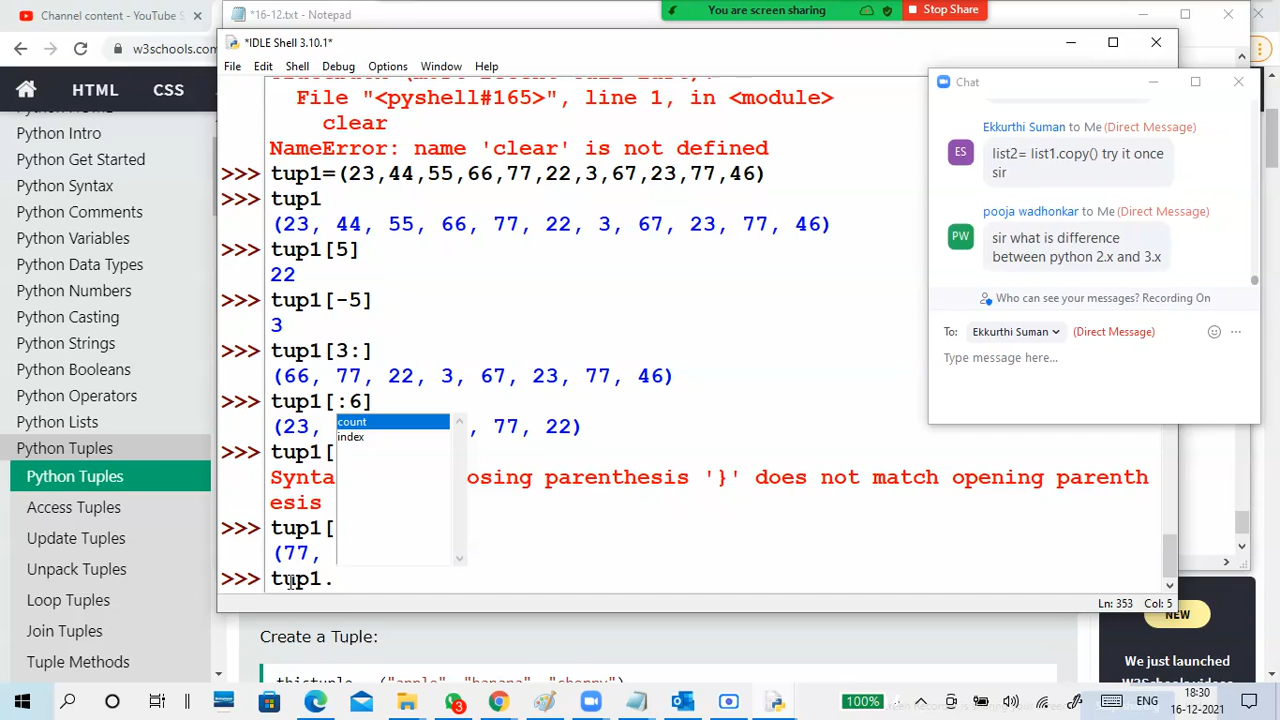 Channel content - YouTube S
*16-12.txt - Notepad
You are screen sharing
Stop Share
w3schools.com
HTML
CSS
Python Intro
Python Get Started
Python Syntax
Python Comments
Python Variables
Python Data Types
Python Numbers
Python Casting
Python Strings
Python Booleans
Python Operators
Python Lists
Python Tuples
Python Tuples
Access Tuples
Update Tuples
Unpack Tuples
Loop Tuples
Join Tuples
Tuple Methods
*IDLE Shell 3.10.1*
File Edit Shell Debug Options Window Help
File "<pyshell#165>", line 1, in <module>
clear
NameError: name 'clear' is not defined
>>> tup1=(23,44,55,66,77,22,3,67,23,77,46)
>>> tup1
(23, 44, 55, 66, 77, 22, 3, 67, 23, 77, 46)
>>> tup1[5]
22
>>> tup1[-5]
3
>>> tup1[3:]
(66, 77, 22, 3, 67, 23, 77, 46)
>>> tup1[:6]
(23, , 77, 22)
>>> tup1[
Synta osing parenthesis '}' does not match opening parenth
esis
>>> tup1[
(77,
>>> tup1.
count
index
Ln: 353 Col: 5
Chat
Ekkurthi Suman to Me (Direct Message)
ES
list2= list1.copy() try it once
sir
pooja wadhonkar to Me (Direct Message)
PW
sir what is difference
between python 2.x and 3.x
Who can see your messages? Recording On
To: Ekkurthi Suman (Direct Message)
Type message here...
Create a Tuple:
thistuple = ("apple", "banana", "cherry")
NEW
We just launched
W3Schools videos
3
100%
ENG
18:30
16-12-2021